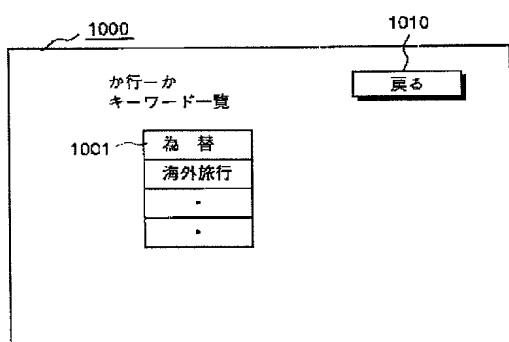 1000
1010
か行ーか
キーワード一覧
戻る
1001
為 替
海外旅行
・
・